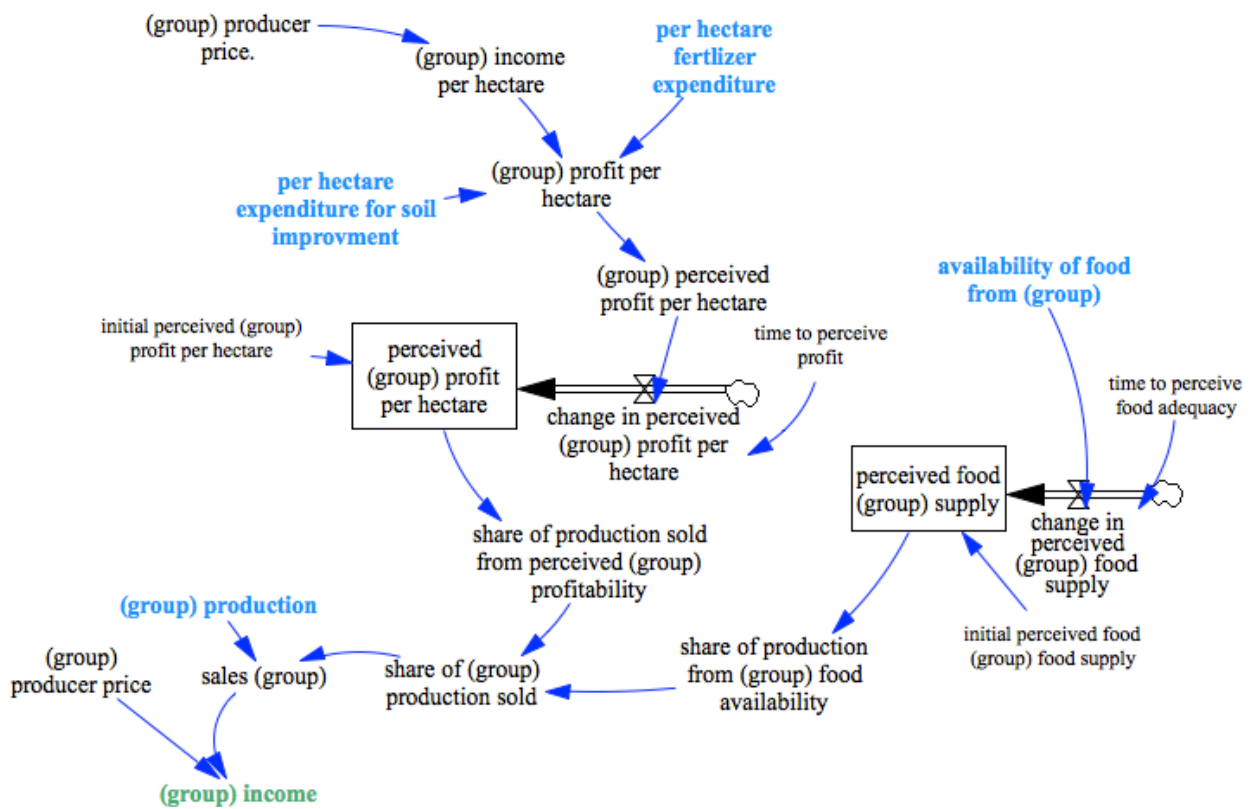 (group) producer
price.
(group) income
per hectare
per hectare
fertlizer
expenditure
(group) profit per
hectare
per hectare
expenditure for soil
improvment
(group) perceived
profit per hectare
availability of food
from (group)
initial perceived (group)
profit per hectare
perceived
(group) profit
per hectare
time to perceive
profit
change in perceived
(group) profit per
hectare
time to perceive
food adequacy
perceived food
(group) supply
change in
perceived
(group) food
supply
share of production sold
from perceived (group)
profitability
initial perceived food
(group) food supply
(group) production
(group)
producer price
sales (group)
share of (group)
production sold
share of production
from (group) food
availability
(group) income